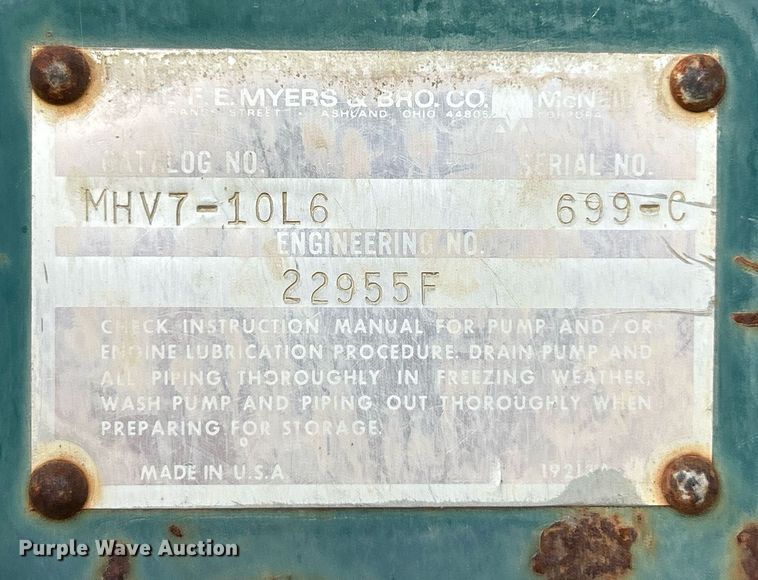 F. E. MYERS & BRO. CO.
STREET ASHLAND, OHIO
CATALOG NO. SERIAL NO.
MHV7-10L6 699-C
ENGINEERING NO.
22955F
CHECK INSTRUCTION MANUAL FOR PUMP AND/OR
ENGINE LUBRICATION PROCEDURE. DRAIN PUMP AND
ALL PIPING THOROUGHLY IN FREEZING WEATHER,
WASH PUMP AND PIPING OUT THOROUGHLY WHEN
PREPARING FOR STORAGE.
MADE IN U.S.A
Purple Wave Auction